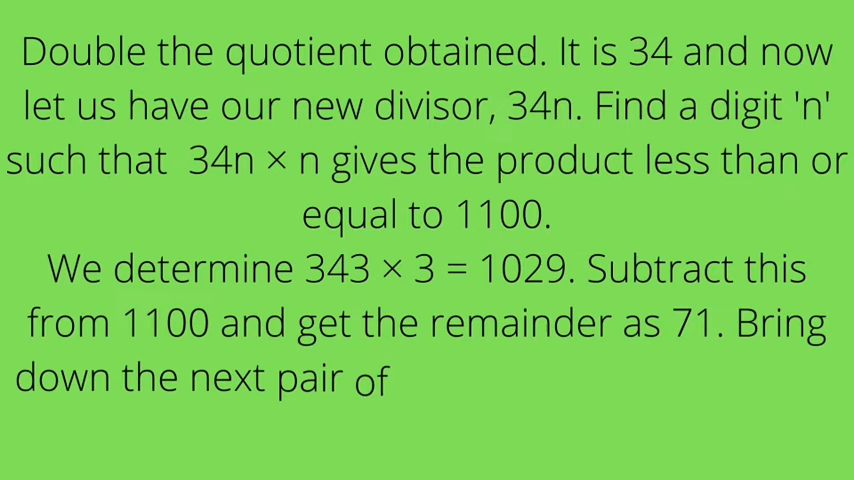 Double the quotient obtained. It is 34 and now
let us have our new divisor, 34n. Find a digit 'n'
such that 34n × n gives the product less than or
equal to 1100.
We determine 343 × 3 = 1029. Subtract this
from 1100 and get the remainder as 71. Bring
down the next pair of